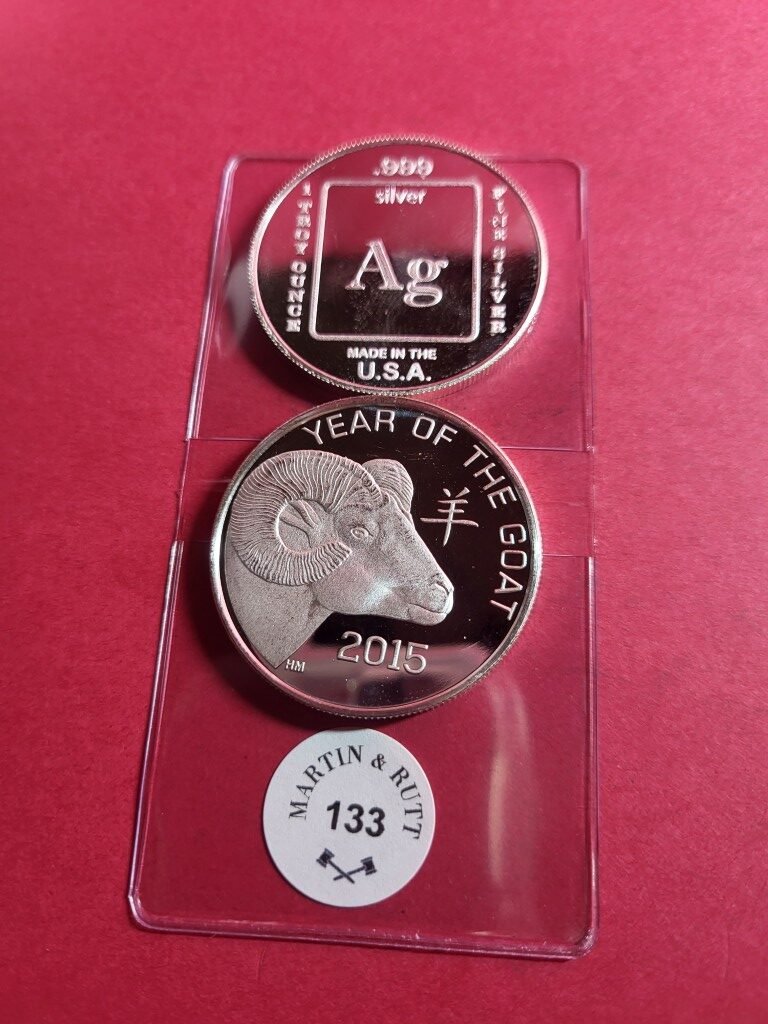 .999
silver
1 TROY OUNCE
Ag
FINE SILVER
MADE IN THE
U.S.A.
YEAR OF THE GOAT
羊
2015
HM
MARTIN & RUTT
133